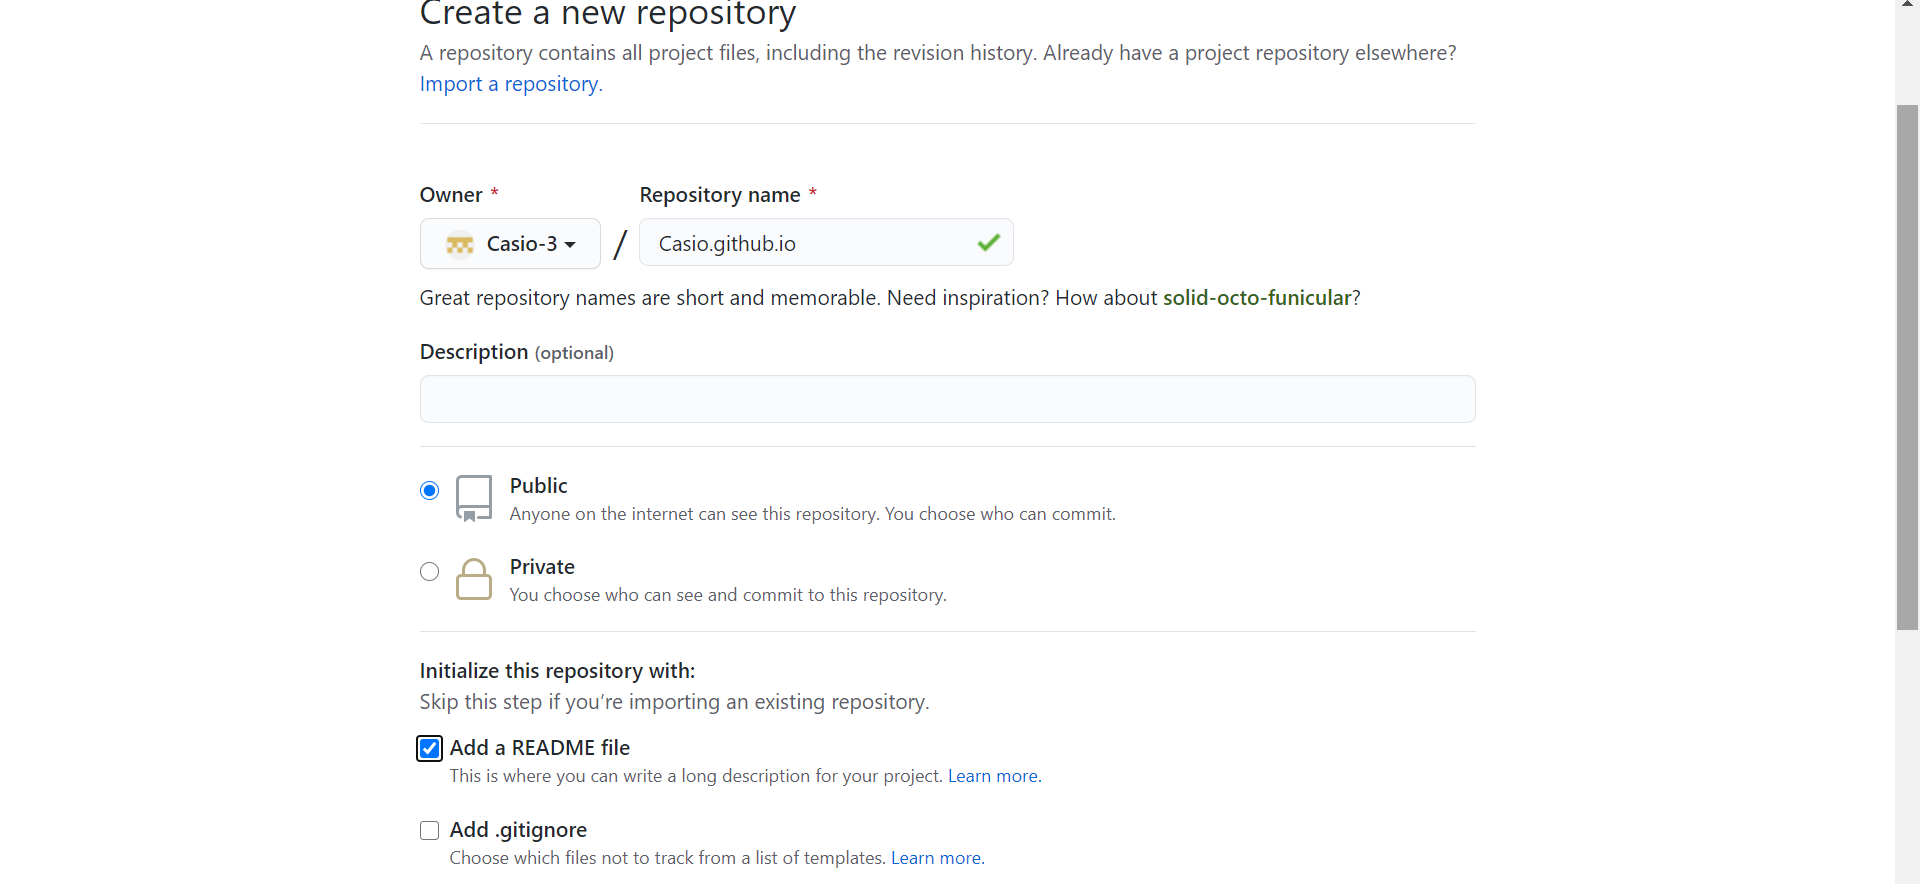 Create a new repository
A repository contains all project files, including the revision history. Already have a project repository elsewhere?
Import a repository.
Owner * Repository name *
Casio-3 / Casio.github.io
Great repository names are short and memorable. Need inspiration? How about solid-octo-funicular?
Description (optional)
Public
Anyone on the internet can see this repository. You choose who can commit.
Private
You choose who can see and commit to this repository.
Initialize this repository with:
Skip this step if you’re importing an existing repository.
Add a README file
This is where you can write a long description for your project. Learn more.
Add .gitignore
Choose which files not to track from a list of templates. Learn more.